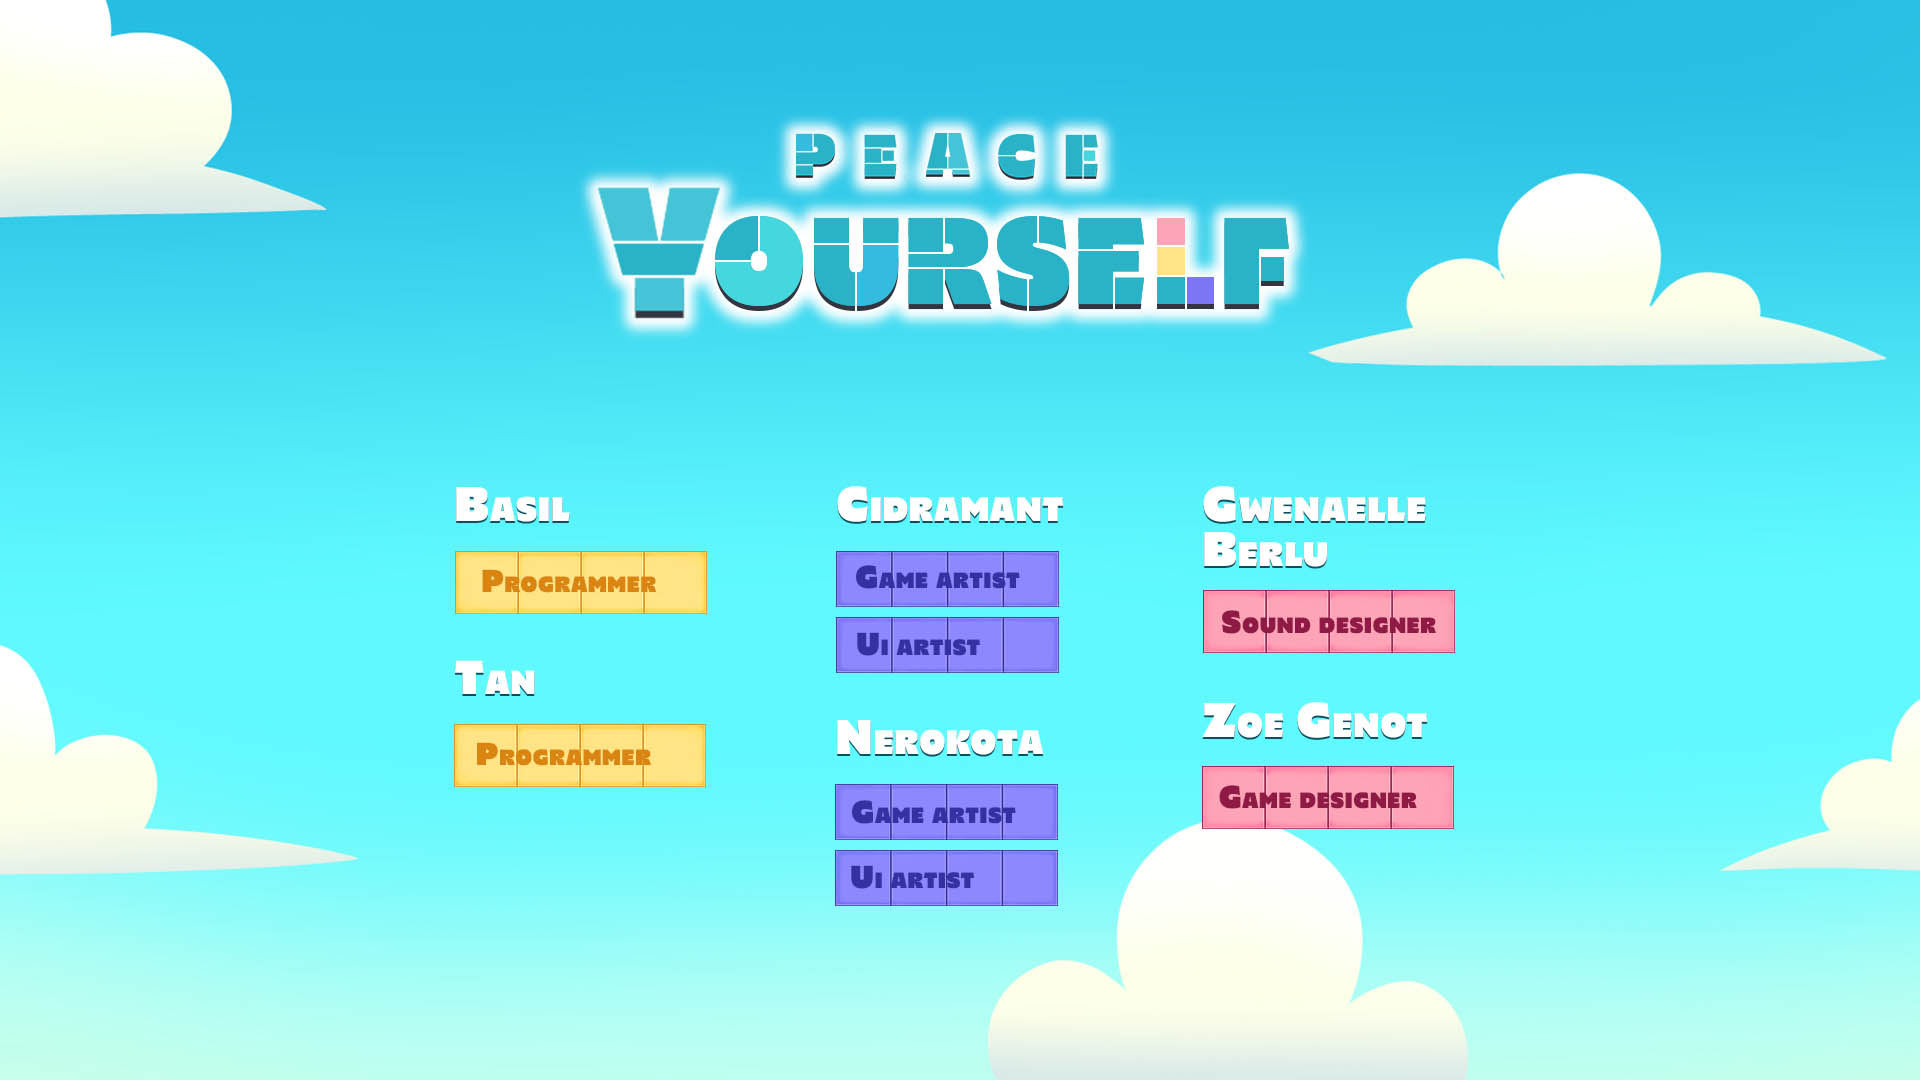 PEACE
YOURSELF
BASIL
PROGRAMMER
TAN
PROGRAMMER
CIDRAMANT
GAME ARTIST
UI ARTIST
NEROKOTA
GAME ARTIST
UI ARTIST
GWENAELLE
BERLU
SOUND DESIGNER
ZOE GENOT
GAME DESIGNER